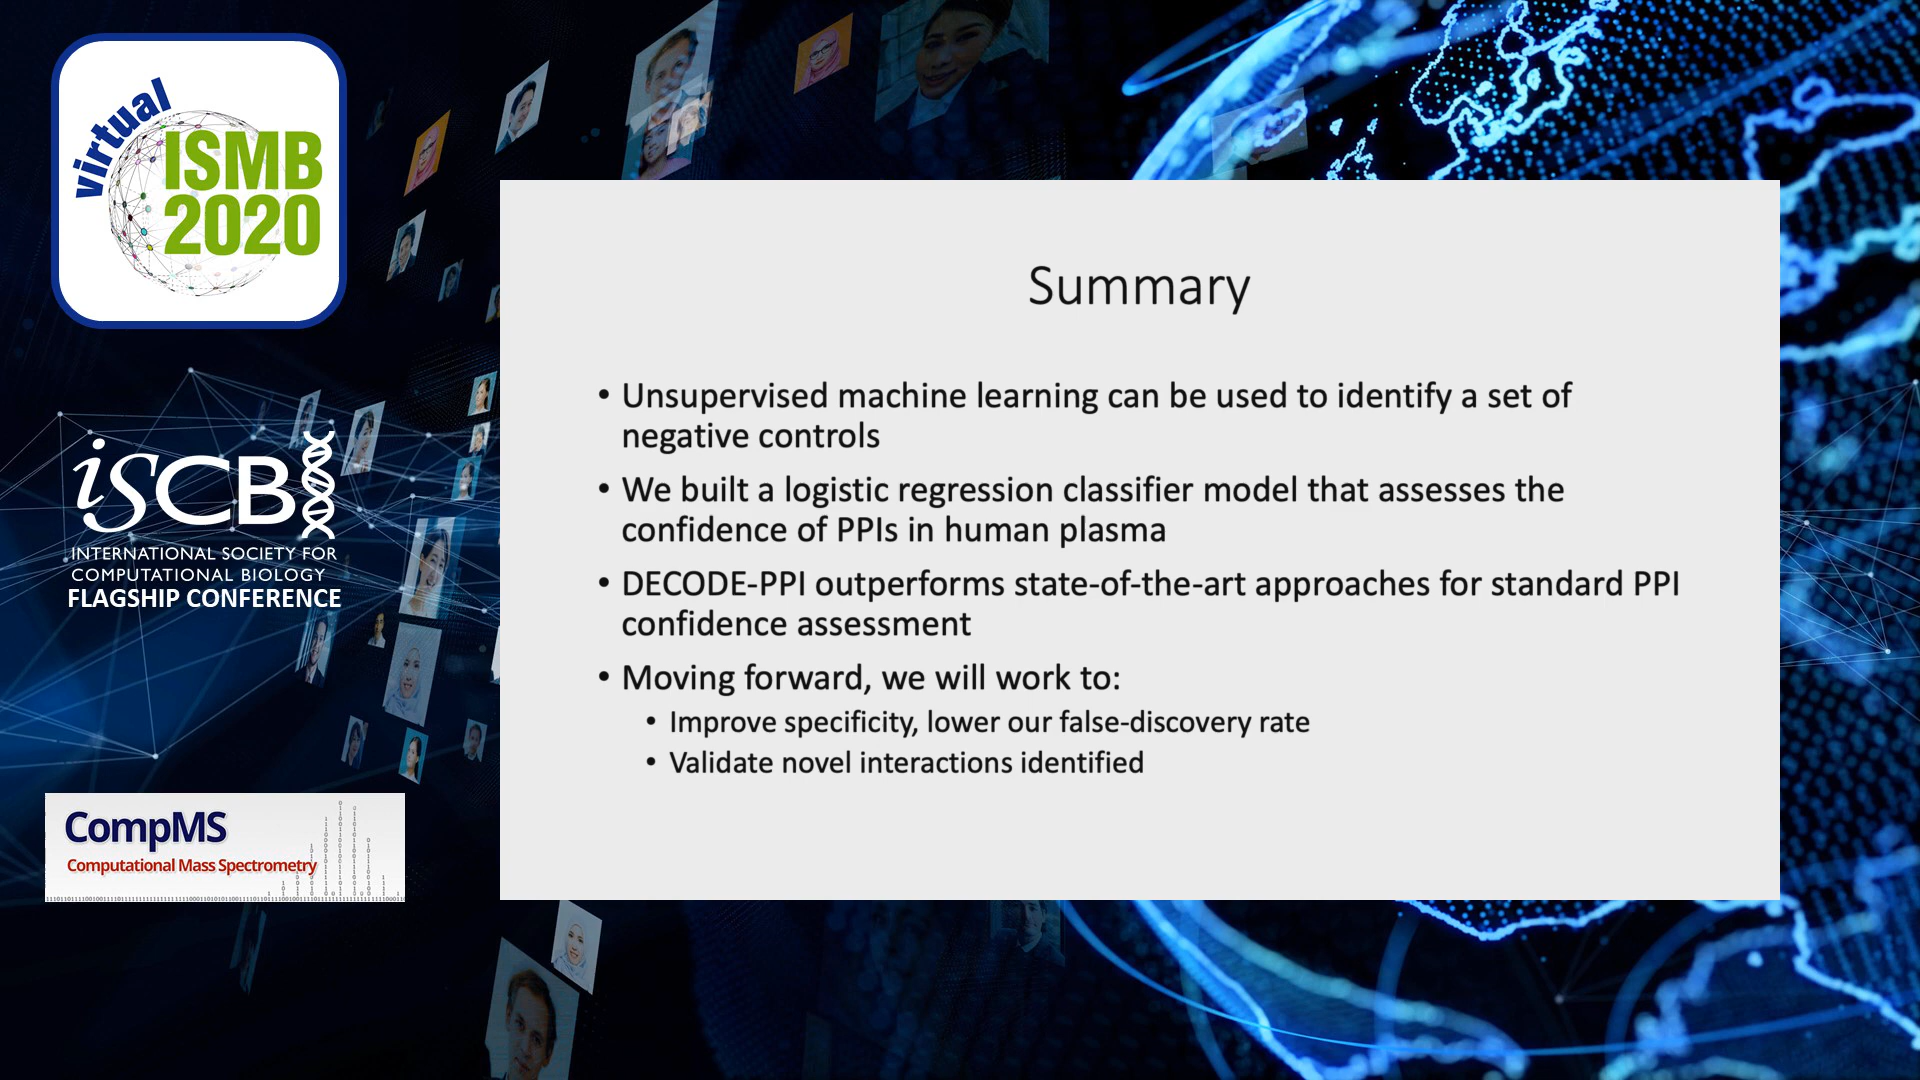 virtual
ISMB
2020
iSCB
INTERNATIONAL SOCIETY FOR
COMPUTATIONAL BIOLOGY
FLAGSHIP CONFERENCE
CompMS
Computational Mass Spectrometry
Summary
• Unsupervised machine learning can be used to identify a set of
negative controls
• We built a logistic regression classifier model that assesses the
confidence of PPIs in human plasma
• DECODE-PPI outperforms state-of-the-art approaches for standard PPI
confidence assessment
• Moving forward, we will work to:
• Improve specificity, lower our false-discovery rate
• Validate novel interactions identified